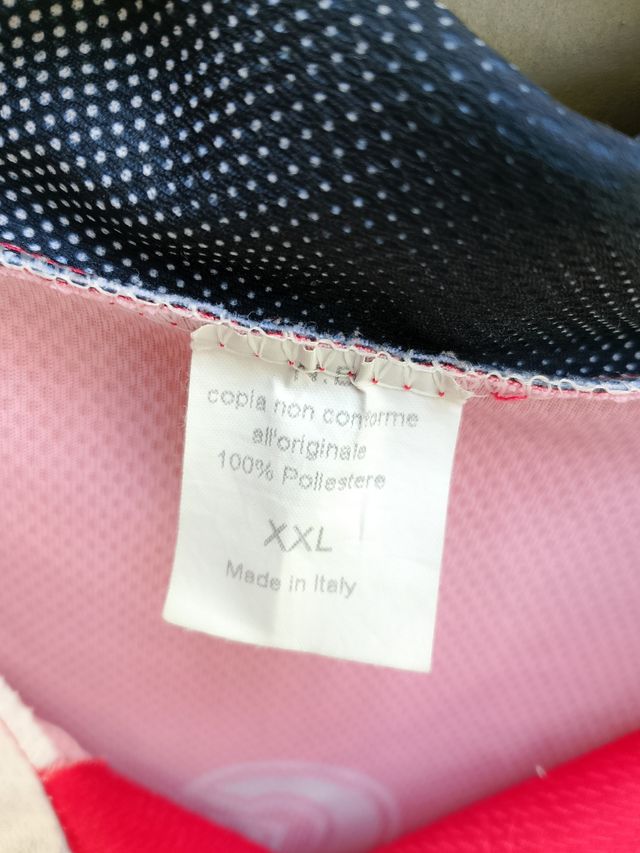 N.B
copia non conforme
all'originale
100% Poliestere
XXL
Made in Italy